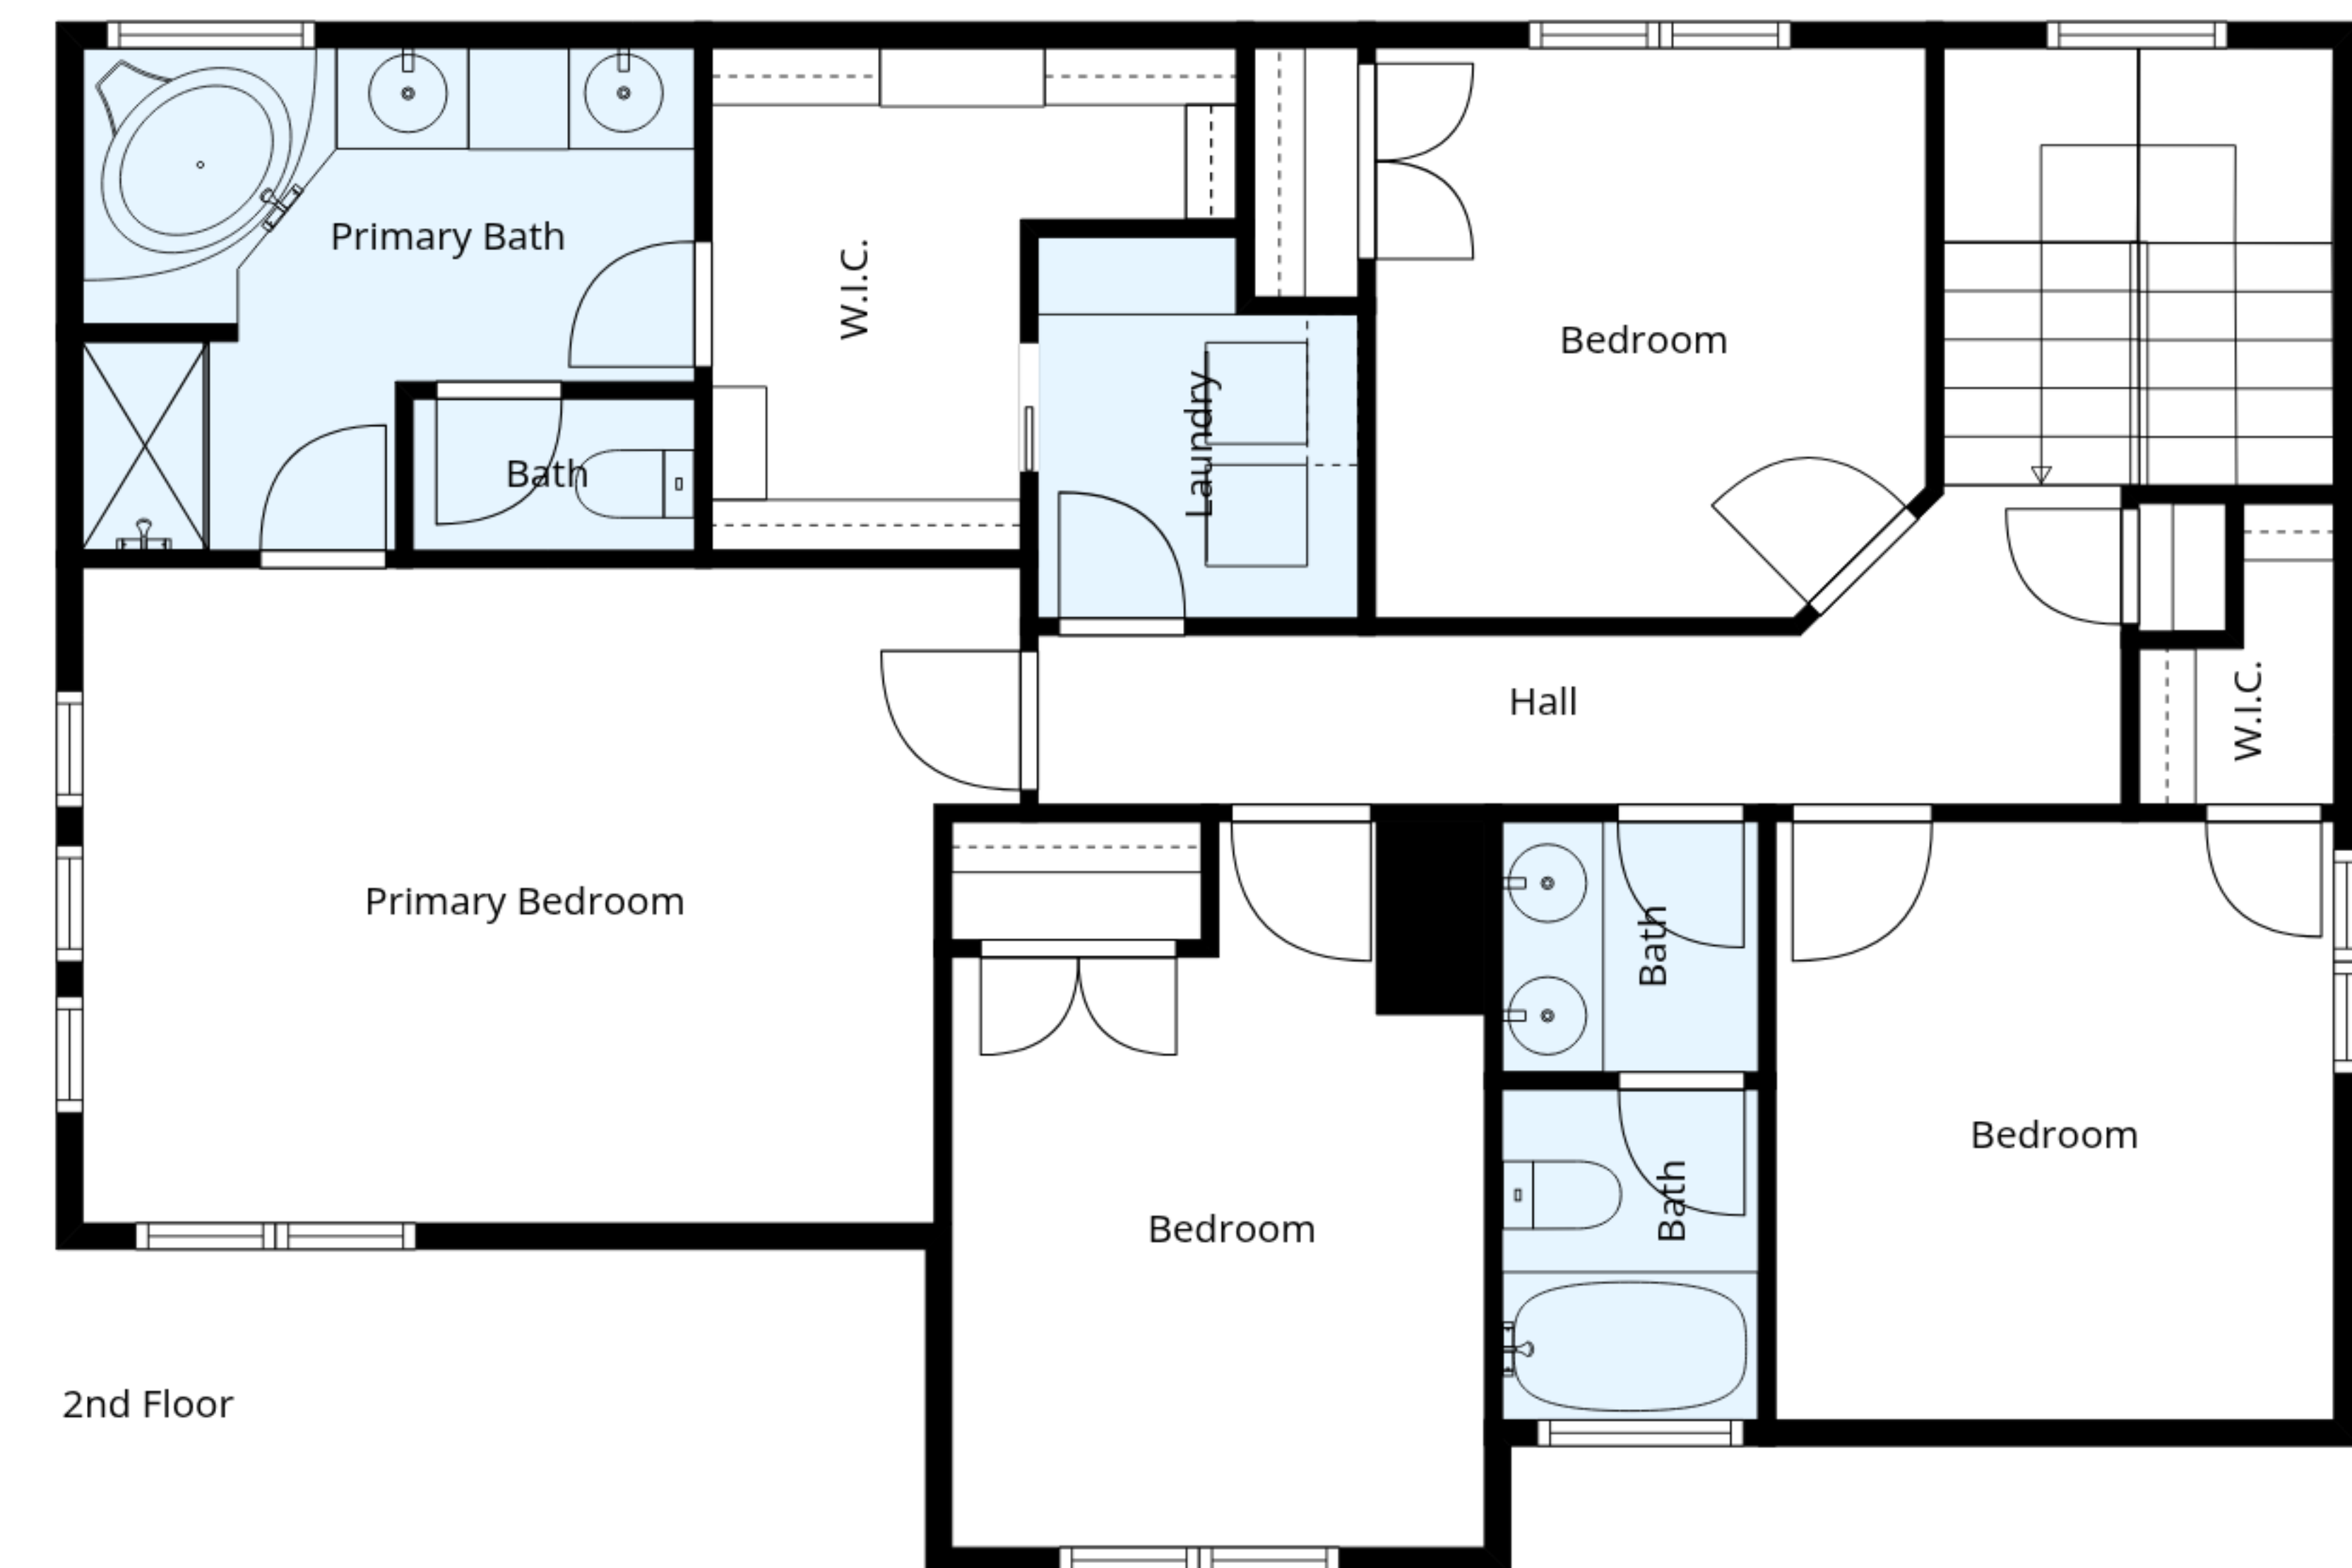 Primary Bath
W.I.C.
Bedroom
Laundry
Bath
Hall
W.I.C.
Primary Bedroom
Bath
Bedroom
Bath
Bedroom
2nd Floor